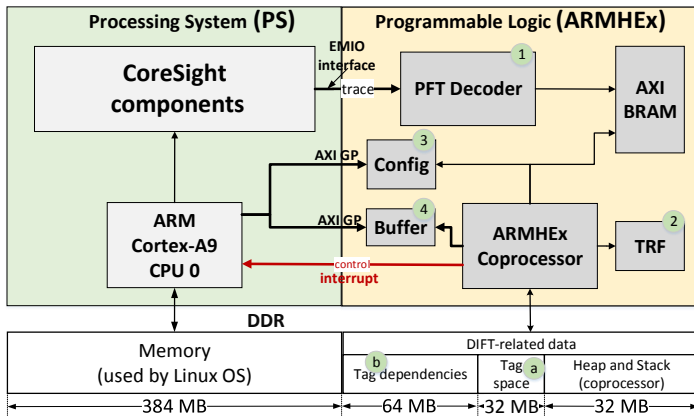 Processing System (PS)
Programmable Logic (ARMHEx)
CoreSight
components
EMIO
interface
trace
1
PFT Decoder
AXI
BRAM
3
AXI GP
Config
4
AXI GP
Buffer
ARM
Cortex-A9
CPU 0
ARMHEx
Coprocessor
2
TRF
control
interrupt
DDR
Memory
(used by Linux OS)
DIFT-related data
b
Tag dependencies
Tag
space
a
Heap and Stack
(coprocessor)
384 MB
64 MB
32 MB
32 MB